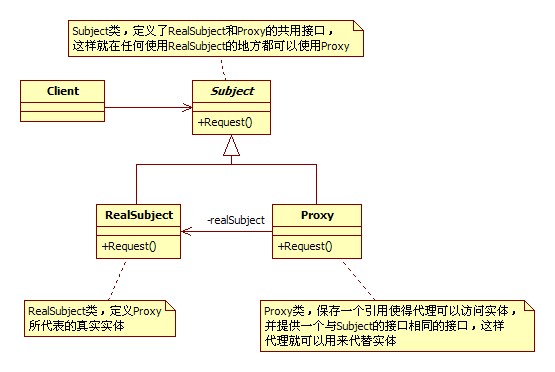 Subject类，定义了RealSubject和Proxy的共用接口，
这样就在任何使用RealSubject的地方都可以使用Proxy
Client
Subject
+Request()
RealSubject
+Request()
-realSubject
Proxy
+Request()
RealSubject类，定义Proxy
所代表的真实实体
Proxy类，保存一个引用使得代理可以访问实体，
并提供一个与Subject的接口相同的接口，这样
代理就可以用来代替实体